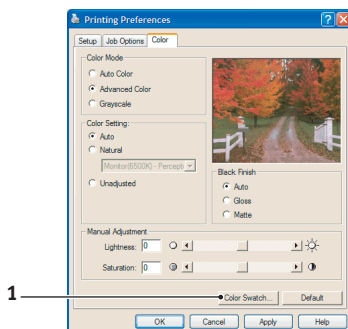 Printing Preferences
Setup Job Options Color
Color Mode
Auto Color
Advanced Color
Grayscale
Color Setting:
Auto
Natural
Monitor(6500K) - Percepti
Unadjusted
Black Finish
Auto
Gloss
Matte
Manual Adjustment
Lightness: 0
Saturation: 0
1
Color Swatch... Default
OK Cancel Apply Help